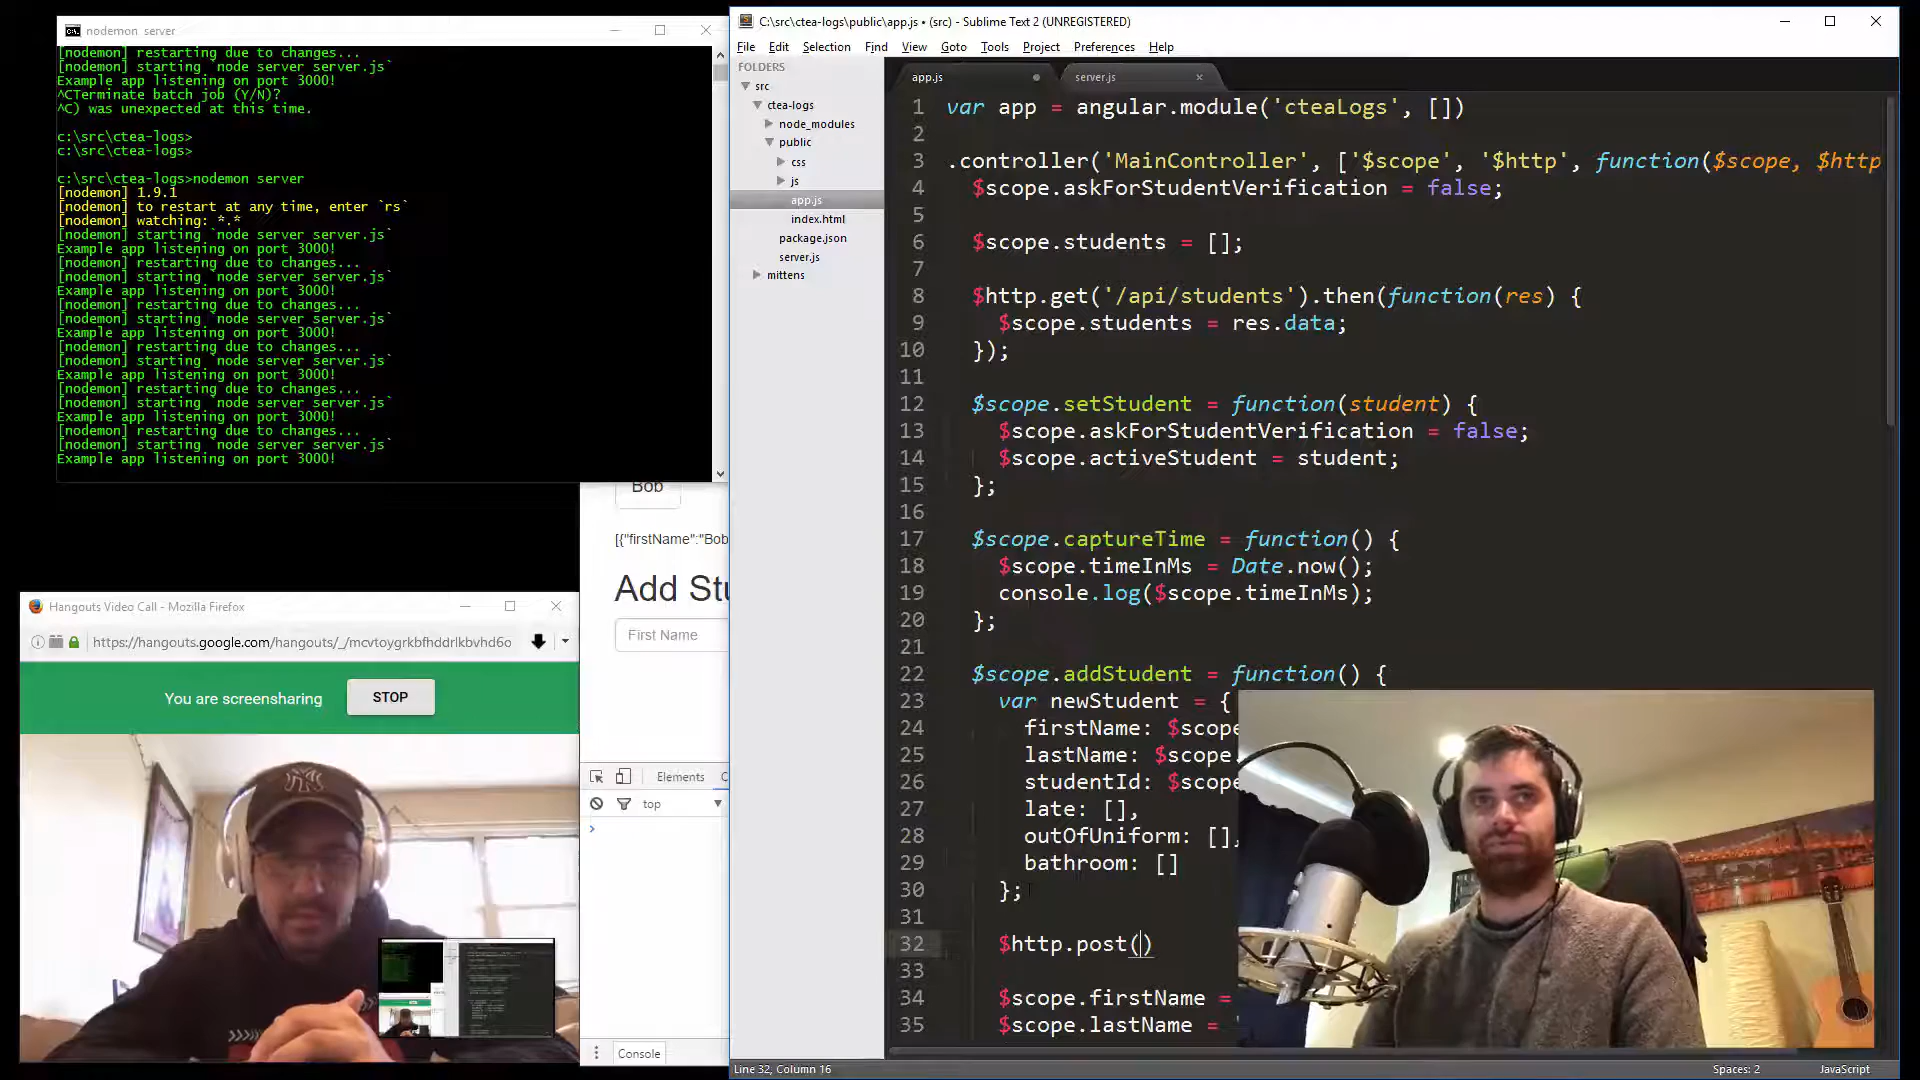 nodemon server
[nodemon] restarting due to changes...
[nodemon] starting `node server server.js`
Example app listening on port 3000!
^CTerminate batch job (Y/N)?
^C) was unexpected at this time.
c:\src\ctea-logs>
c:\src\ctea-logs>
c:\src\ctea-logs>nodemon server
[nodemon] 1.9.1
[nodemon] to restart at any time, enter `rs`
[nodemon] watching: *.*
[nodemon] starting `node server server.js`
Example app listening on port 3000!
[nodemon] restarting due to changes...
[nodemon] starting `node server server.js`
Example app listening on port 3000!
[nodemon] restarting due to changes...
[nodemon] starting `node server server.js`
Example app listening on port 3000!
[nodemon] restarting due to changes...
[nodemon] starting `node server server.js`
Example app listening on port 3000!
[nodemon] restarting due to changes...
[nodemon] starting `node server server.js`
Example app listening on port 3000!
[nodemon] restarting due to changes...
[nodemon] starting `node server server.js`
Example app listening on port 3000!
Bob
[{"firstName":"Bob
Add Stu
First Name
Elements
top
Console
Hangouts Video Call - Mozilla Firefox
https://hangouts.google.com/hangouts/_/mcvtoygrkbfhddrlkbvhd6o
You are screensharing
STOP
C:\src\ctea-logs\public\app.js • (src) - Sublime Text 2 (UNREGISTERED)
File Edit Selection Find View Goto Tools Project Preferences Help
FOLDERS
src
ctea-logs
node_modules
public
css
js
app.js
index.html
package.json
server.js
mittens
app.js
server.js
1 var app = angular.module('cteaLogs', [])
2
3 .controller('MainController', ['$scope', '$http', function($scope, $http
4 $scope.askForStudentVerification = false;
5
6 $scope.students = [];
7
8 $http.get('/api/students').then(function(res) {
9 $scope.students = res.data;
10 });
11
12 $scope.setStudent = function(student) {
13 $scope.askForStudentVerification = false;
14 $scope.activeStudent = student;
15 };
16
17 $scope.captureTime = function() {
18 $scope.timeInMs = Date.now();
19 console.log($scope.timeInMs);
20 };
21
22 $scope.addStudent = function() {
23 var newStudent = {
24 firstName: $scope
25 lastName: $scope.
26 studentId: $scope
27 late: [],
28 outOfUniform: [],
29 bathroom: []
30 };
31
32 $http.post()
33
34 $scope.firstName =
35 $scope.lastName = '
Line 32, Column 16
Spaces: 2
JavaScript